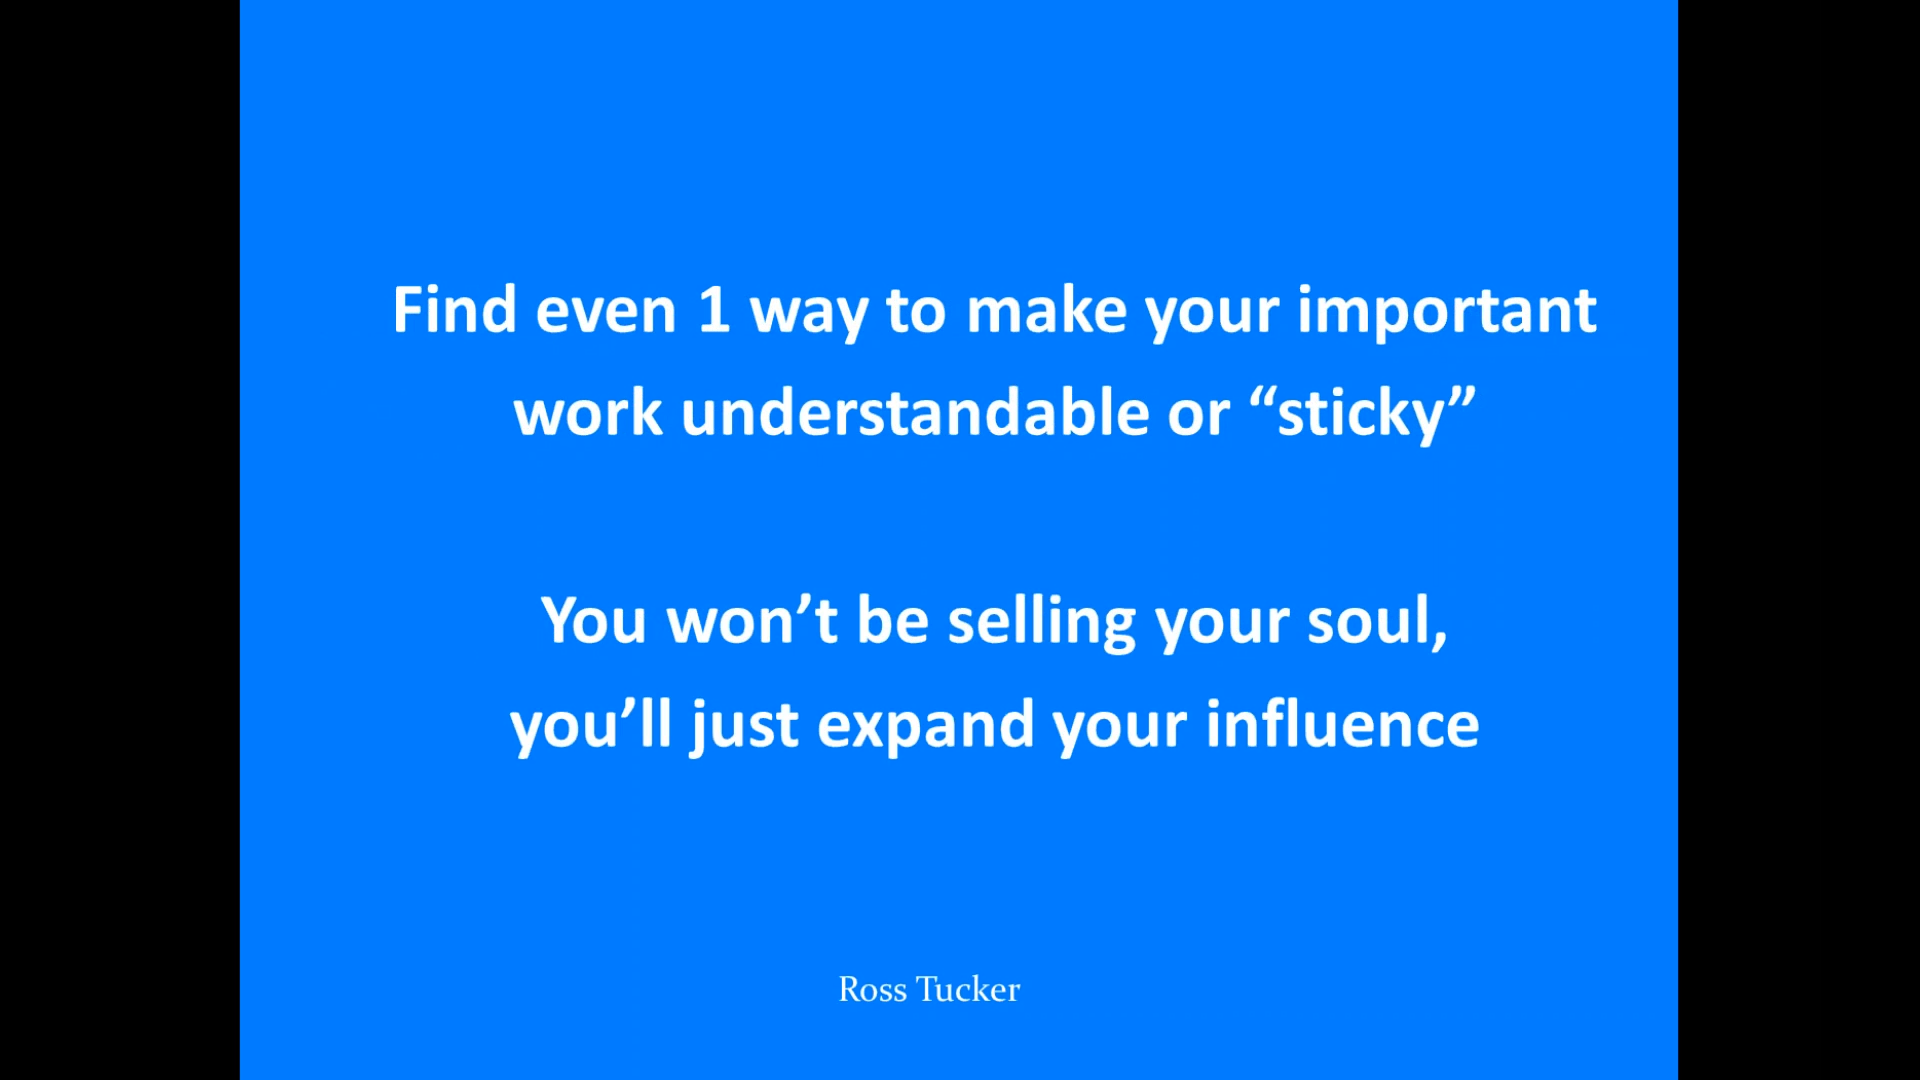 Find even 1 way to make your important
work understandable or “sticky”
You won’t be selling your soul,
you’ll just expand your influence
Ross Tucker